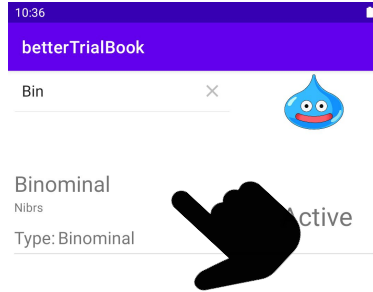 10:36
betterTrialBook
Bin
Binominal
Nibrs
Active
Type: Binominal